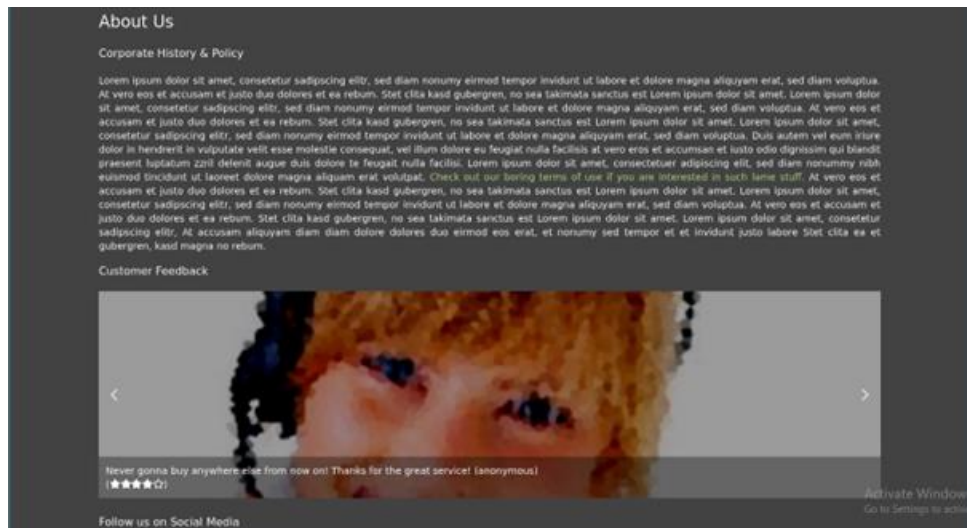 About Us
Corporate History & Policy
Lorem ipsum dolor sit amet, consetetur sadipscing elitr, sed diam nonumy eirmod tempor invidunt ut labore et dolore magna aliquyam erat, sed diam voluptua.
At vero eos et accusam et justo duo dolores et ea rebum. Stet clita kasd gubergren, no sea takimata sanctus est Lorem ipsum dolor sit amet. Lorem ipsum dolor
sit amet, consetetur sadipscing elitr, sed diam nonumy eirmod tempor invidunt ut labore et dolore magna aliquyam erat, sed diam voluptua. At vero eos et
accusam et justo duo dolores et ea rebum. Stet clita kasd gubergren, no sea takimata sanctus est Lorem ipsum dolor sit amet. Lorem ipsum dolor sit amet,
consetetur sadipscing elitr, sed diam nonumy eirmod tempor invidunt ut labore et dolore magna aliquyam erat, sed diam voluptua. Duis autem vel eum iriure
dolor in hendrerit in vulputate velit esse molestie consequat, vel illum dolore eu feugiat nulla facilisis at vero eros et accumsan et iusto odio dignissim qui blandit
praesent luptatum zzril delenit augue duis dolore te feugait nulla facilisi. Lorem ipsum dolor sit amet, consectetuer adipiscing elit, sed diam nonummy nibh
euismod tincidunt ut laoreet dolore magna aliquam erat volutpat. Check out our boring terms of use if you are interested in such lame stuff. At vero eos et
accusam et justo duo dolores et ea rebum. Stet clita kasd gubergren, no sea takimata sanctus est Lorem ipsum dolor sit amet. Lorem ipsum dolor sit amet,
consetetur sadipscing elitr, sed diam nonumy eirmod tempor invidunt ut labore et dolore magna aliquyam erat, sed diam voluptua. At vero eos et accusam et
justo duo dolores et ea rebum. Stet clita kasd gubergren, no sea takimata sanctus est Lorem ipsum dolor sit amet. Lorem ipsum dolor sit amet, consetetur
sadipscing elitr, At accusam aliquyam diam diam dolore dolores duo eirmod eos erat, et nonumy sed tempor et et invidunt justo labore Stet clita ea et
gubergren, kasd magna no rebum.
Customer Feedback
Never gonna buy anywhere else from now on! Thanks for the great service! (anonymous)
(★★★★☆)
Activate Window
Go to Settings to activ
Follow us on Social Media